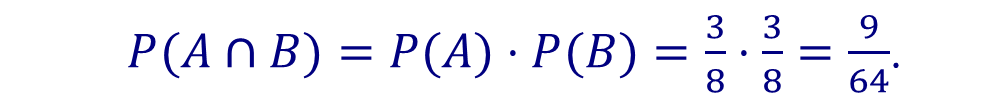 P(A ∩ B) = P(A) · P(B) = 3/8 · 3/8 = 9/64.